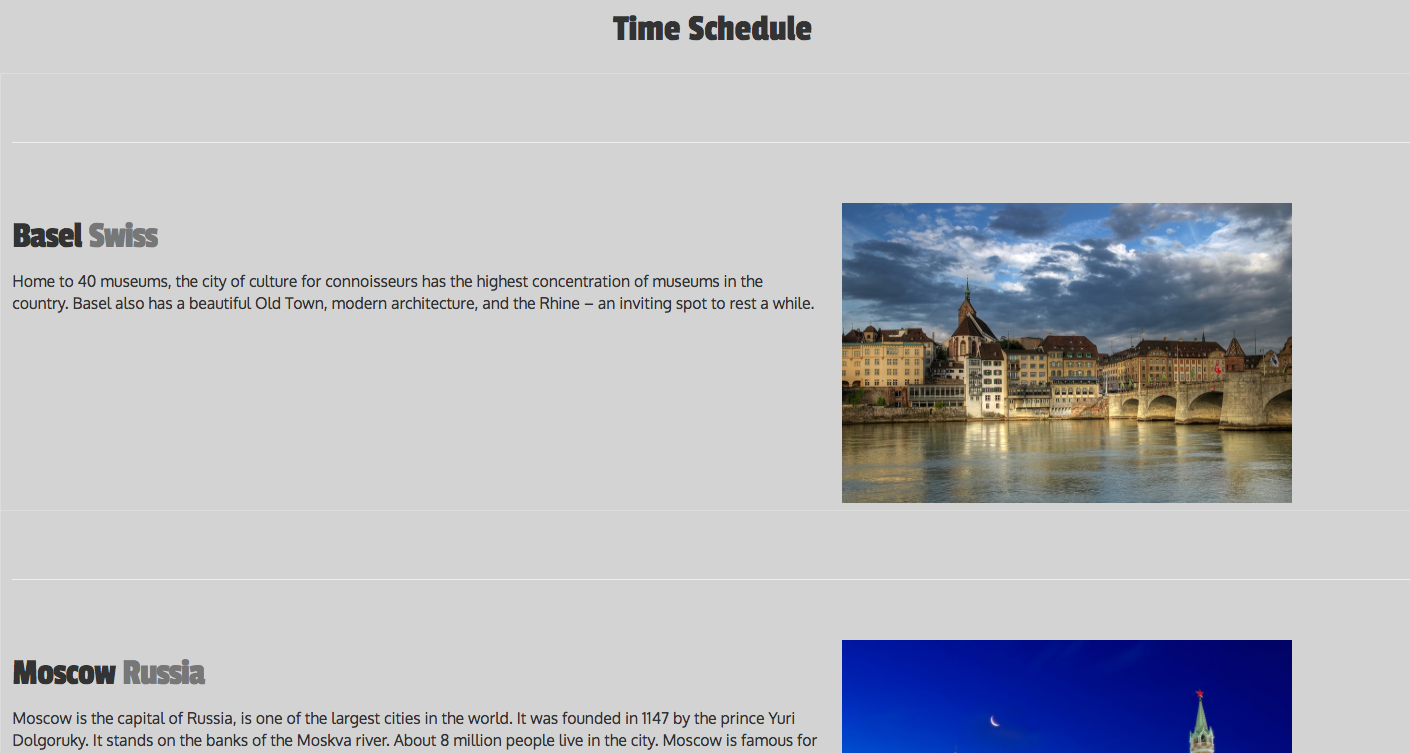 Time Schedule
Basel Swiss
Home to 40 museums, the city of culture for connoisseurs has the highest concentration of museums in the
country. Basel also has a beautiful Old Town, modern architecture, and the Rhine – an inviting spot to rest a while.
Moscow Russia
Moscow is the capital of Russia, is one of the largest cities in the world. It was founded in 1147 by the prince Yuri
Dolgoruky. It stands on the banks of the Moskva river. About 8 million people live in the city. Moscow is famous for